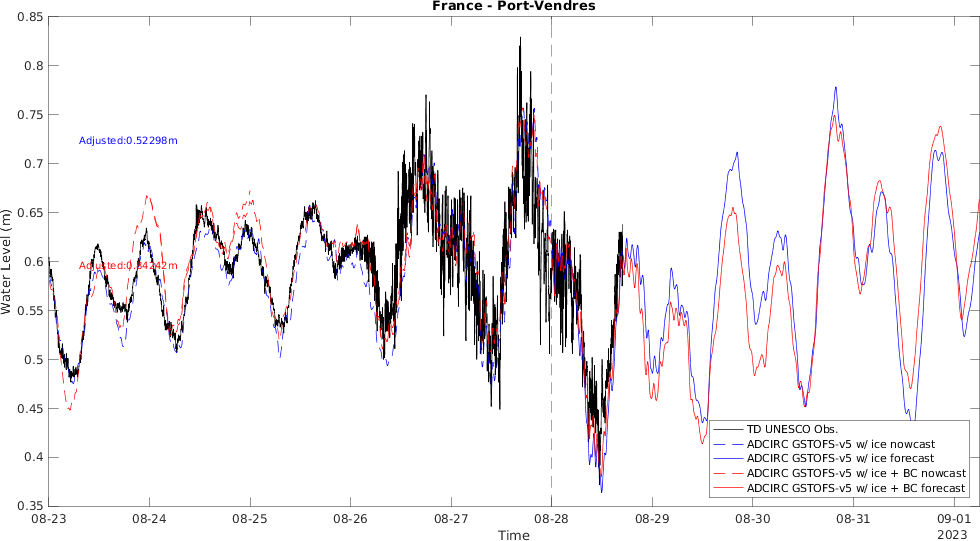 France - Port-Vendres
0.85
0.8
0.75
0.7
0.65
0.6
0.55
0.5
0.45
0.4
0.35
Water Level (m)
Adjusted:0.52298m
Adjusted:0.34242m
TD UNESCO Obs.
ADCIRC GSTOFS-v5 w/ ice nowcast
ADCIRC GSTOFS-v5 w/ ice forecast
ADCIRC GSTOFS-v5 w/ ice + BC nowcast
ADCIRC GSTOFS-v5 w/ ice + BC forecast
08-23 08-24 08-25 08-26 08-27 08-28 08-29 08-30 08-31 09-01
Time
2023